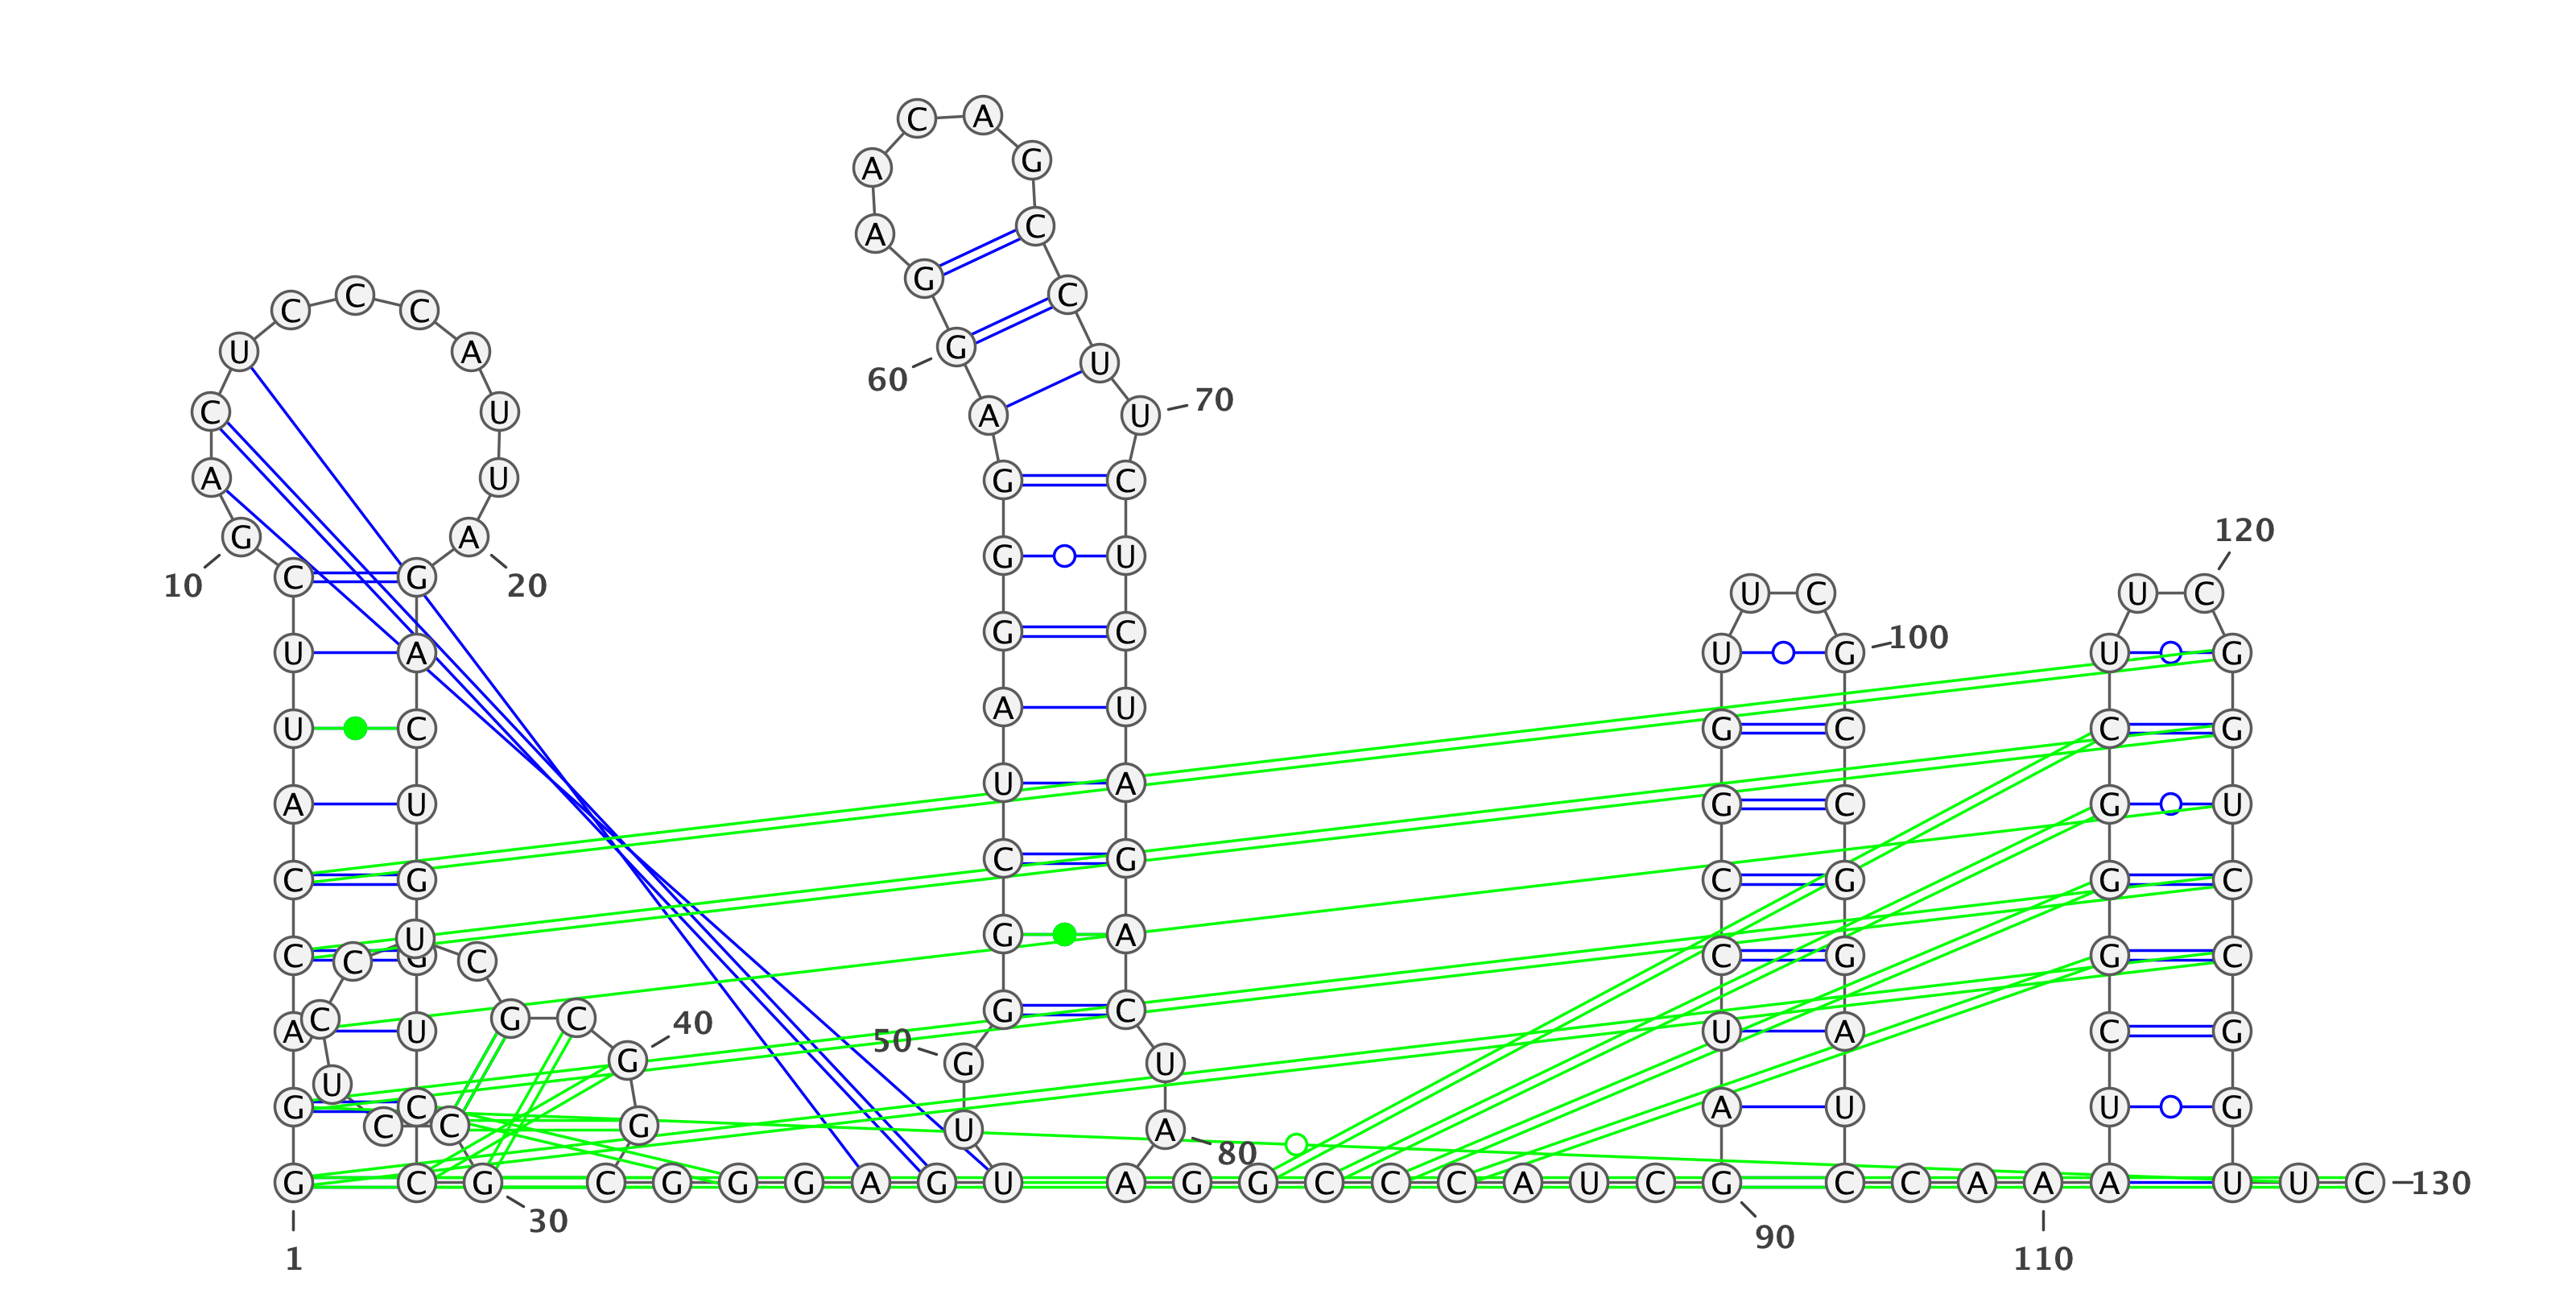 C A
A G
A C
G C
C C C
U A G U
60 70
C U A U
A U G C
120
G A G U
C G
10 20
U C U C
G C 100
U A U G U G
A U
U C G C C G
U A
A U G C G U
C G
C G C G G C
U G A
C C C C G G C
G C
C G C 40
A U U A C G
50
G G U
U
G C A U U G
C C G U A
80
G C G C G G G A G U A G G C C C A U C G C C A A A U U C 130
30
90
1 110